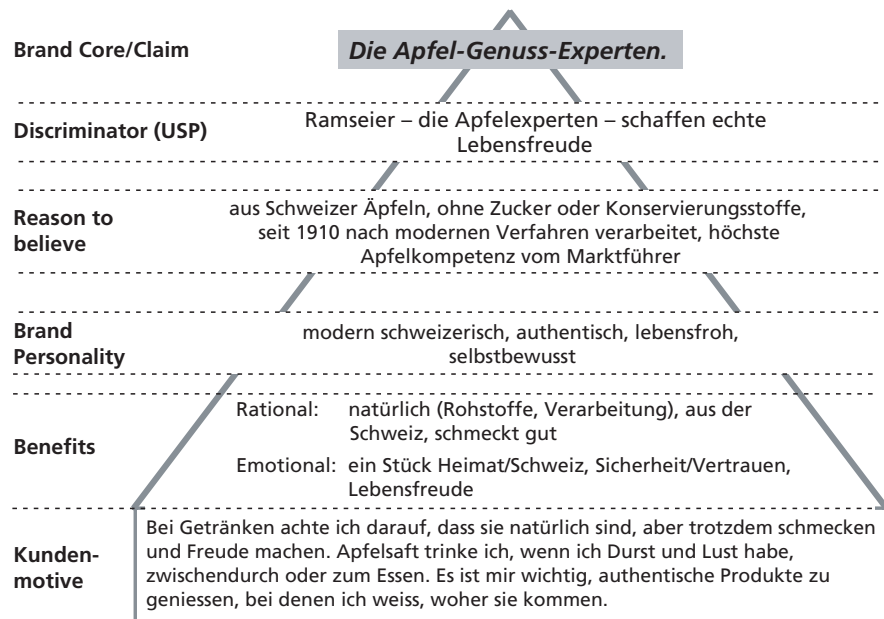 Brand Core/Claim
Die Apfel-Genuss-Experten.
Discriminator (USP)
Ramseier – die Apfelexperten – schaffen echte
Lebensfreude
Reason to
believe
aus Schweizer Äpfeln, ohne Zucker oder Konservierungsstoffe,
seit 1910 nach modernen Verfahren verarbeitet, höchste
Apfelkompetenz vom Marktführer
Brand
Personality
modern schweizerisch, authentisch, lebensfroh,
selbstbewusst
Benefits
Rational: natürlich (Rohstoffe, Verarbeitung), aus der
Schweiz, schmeckt gut
Emotional: ein Stück Heimat/Schweiz, Sicherheit/Vertrauen,
Lebensfreude
Kunden-
motive
Bei Getränken achte ich darauf, dass sie natürlich sind, aber trotzdem schmecken
und Freude machen. Apfelsaft trinke ich, wenn ich Durst und Lust habe,
zwischendurch oder zum Essen. Es ist mir wichtig, authentische Produkte zu
geniessen, bei denen ich weiss, woher sie kommen.